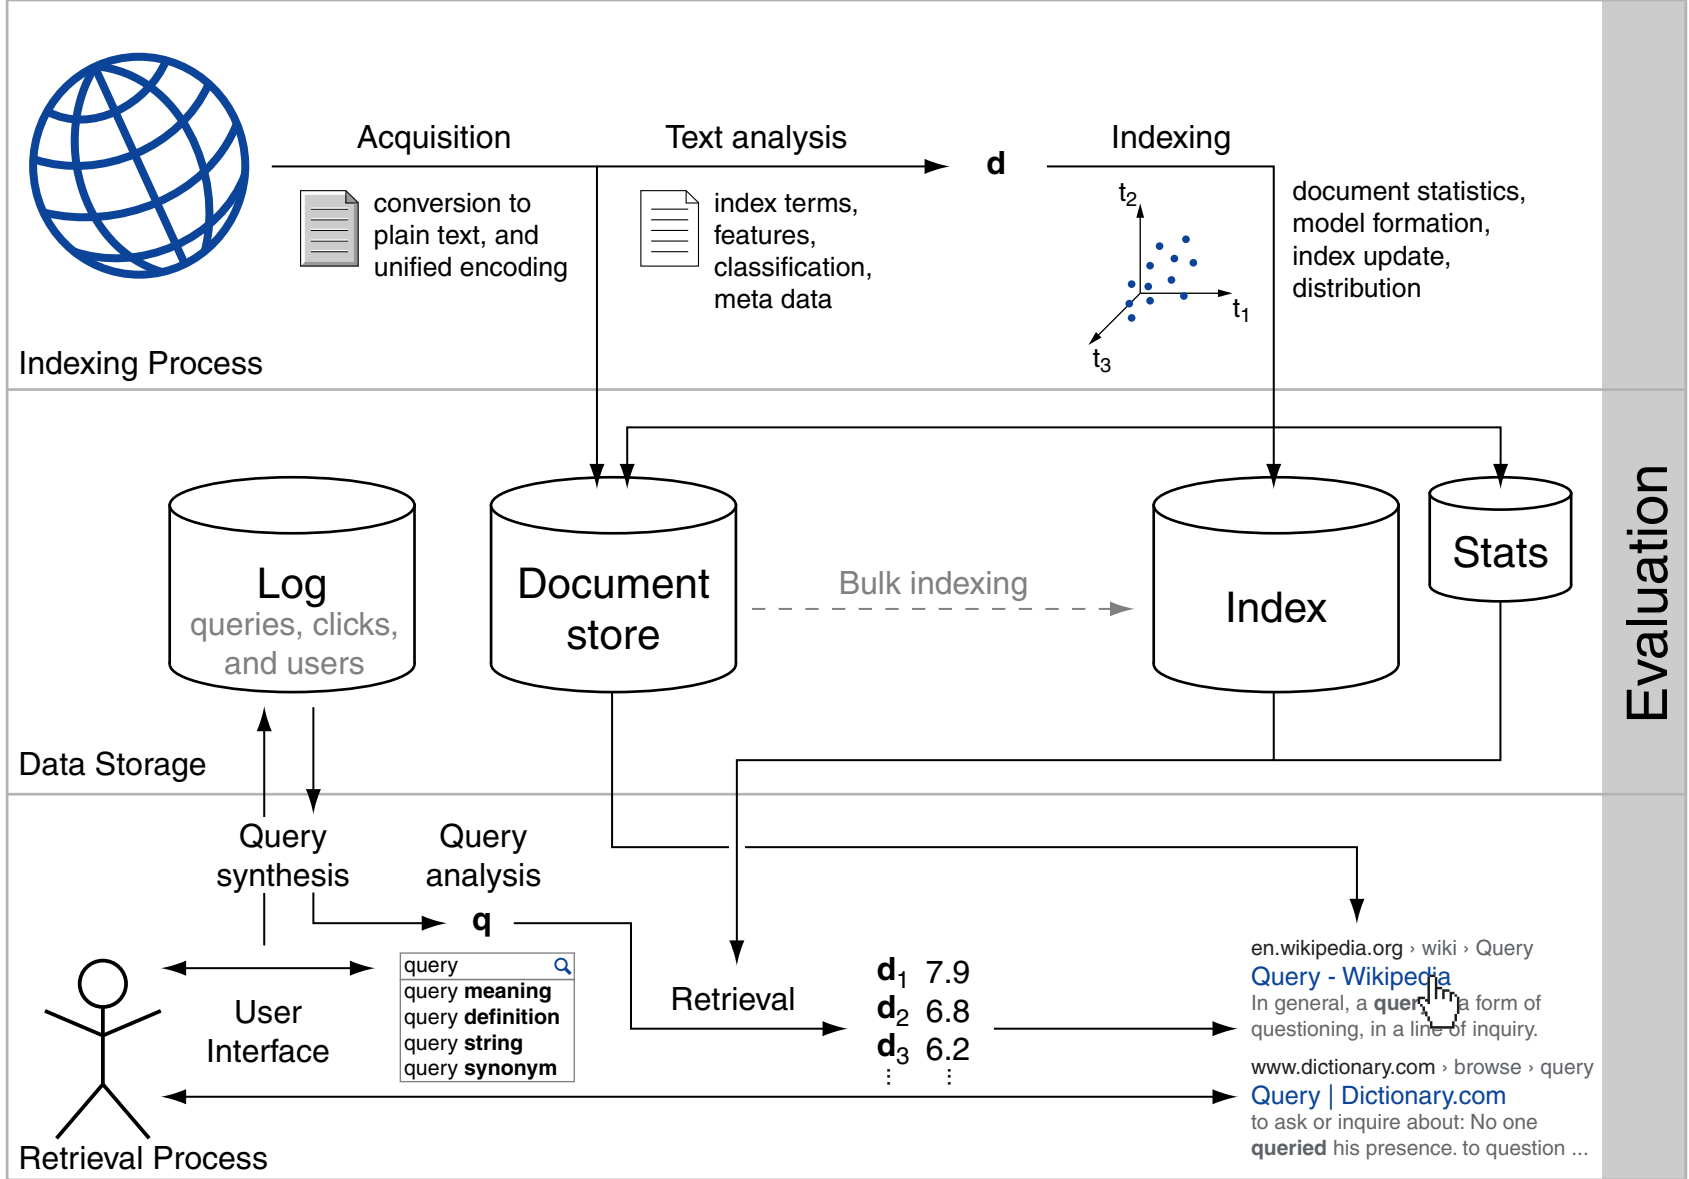 Acquisition
conversion to
plain text, and
unified encoding
Text analysis
index terms,
features,
classification,
meta data
d
Indexing
t2
t1
t3
document statistics,
model formation,
index update,
distribution
Indexing Process
Log
queries, clicks,
and users
Document
store
Bulk indexing
Index
Stats
Data Storage
Evaluation
Query
synthesis
Query
analysis
q
User
Interface
query
query meaning
query definition
query string
query synonym
Retrieval
d1 7.9
d2 6.8
d3 6.2
en.wikipedia.org › wiki › Query
Query - Wikipedia
In general, a a form of
questioning, in a line of inquiry.
www.dictionary.com › browse › query
Query | Dictionary.com
to ask or inquire about: No one
queried his presence. to question ...
Retrieval Process